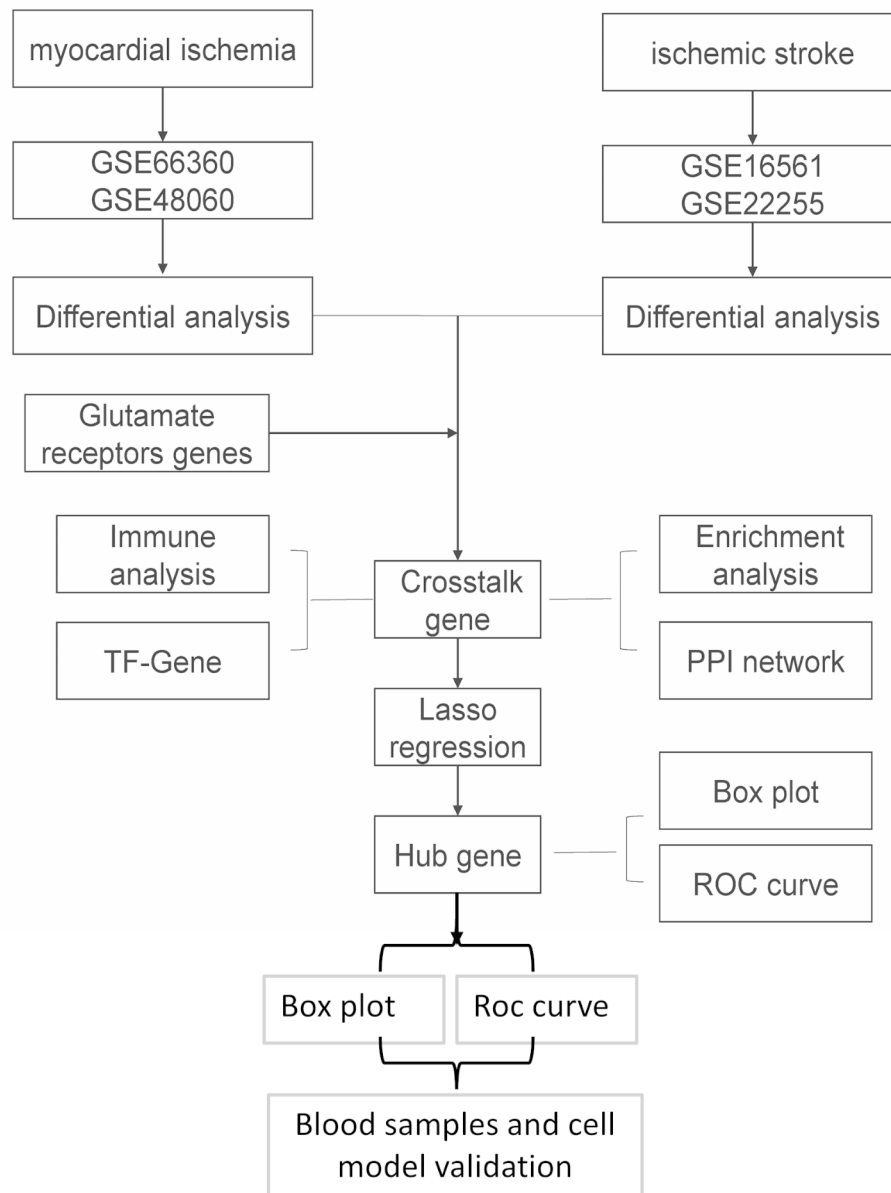 myocardial ischemia
ischemic stroke
GSE66360
GSE48060
GSE16561
GSE22255
Differential analysis
Differential analysis
Glutamate
receptors genes
Immune
analysis
Crosstalk
gene
Enrichment
analysis
TF-Gene
PPI network
Lasso
regression
Box plot
Hub gene
ROC curve
Box plot
Roc curve
Blood samples and cell
model validation